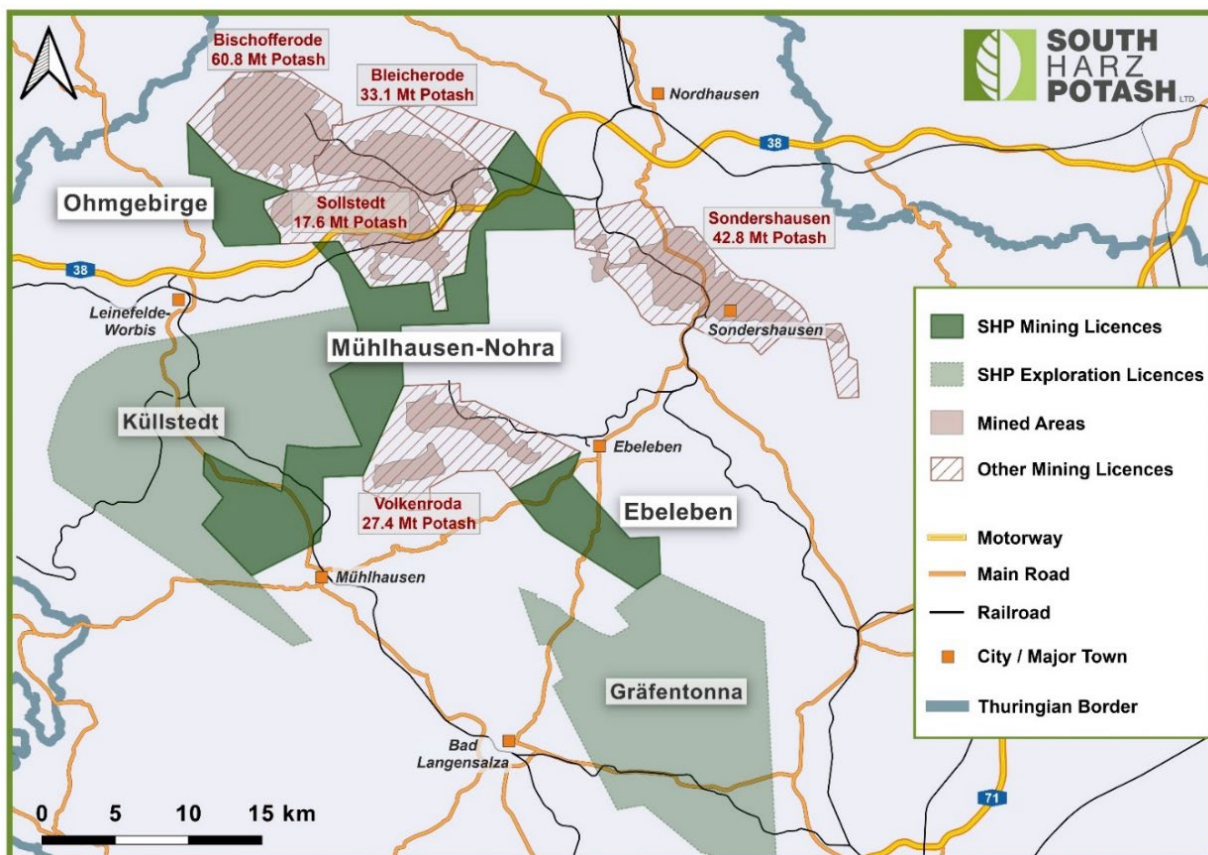 Bischofferode
60.8 Mt Potash
Bleicherode
33.1 Mt Potash
SOUTH
HARZ
POTASH LTD.
Nordhausen
38
Ohmgebirge
Sollstedt
17.6 Mt Potash
Sondershausen
42.8 Mt Potash
38
Leinefelde-
Worbis
Sondershausen
Mühlhausen-Nohra
Küllstedt
Ebeleben
Volkenroda
27.4 Mt Potash
Ebeleben
Mühlhausen
Gräfentonna
Bad
Langensalza
71
0 5 10 15 km
SHP Mining Licences
SHP Exploration Licences
Mined Areas
Other Mining Licences
Motorway
Main Road
Railroad
City / Major Town
Thuringian Border